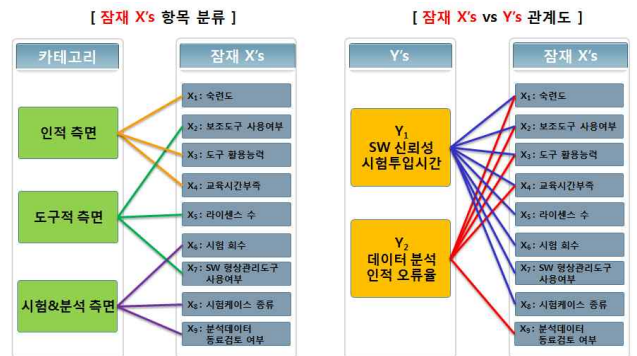 [ 잠재 X's 항목 분류 ]
카테고리
잠재 X's
인적 측면
도구적 측면
시험&분석 측면
X1: 숙련도
X2: 보조도구 사용여부
X3: 도구 활용능력
X4: 교육시간부족
X5: 라이센스 수
X6: 시험 회수
X7: SW 형상관리도구
사용여부
X8: 시험케이스 종류
X9: 분석데이터
동료검토 여부
[ 잠재 X's vs Y's 관계도 ]
Y's
잠재 X's
Y1
SW 신뢰성
시험투입시간
Y2
데이터 분석
인적 오류율
X1: 숙련도
X2: 보조도구 사용여부
X3: 도구 활용능력
X4: 교육시간부족
X5: 라이센스 수
X6: 시험 회수
X7: SW 형상관리도구
사용여부
X8: 시험케이스 종류
X9: 분석데이터
동료검토 여부